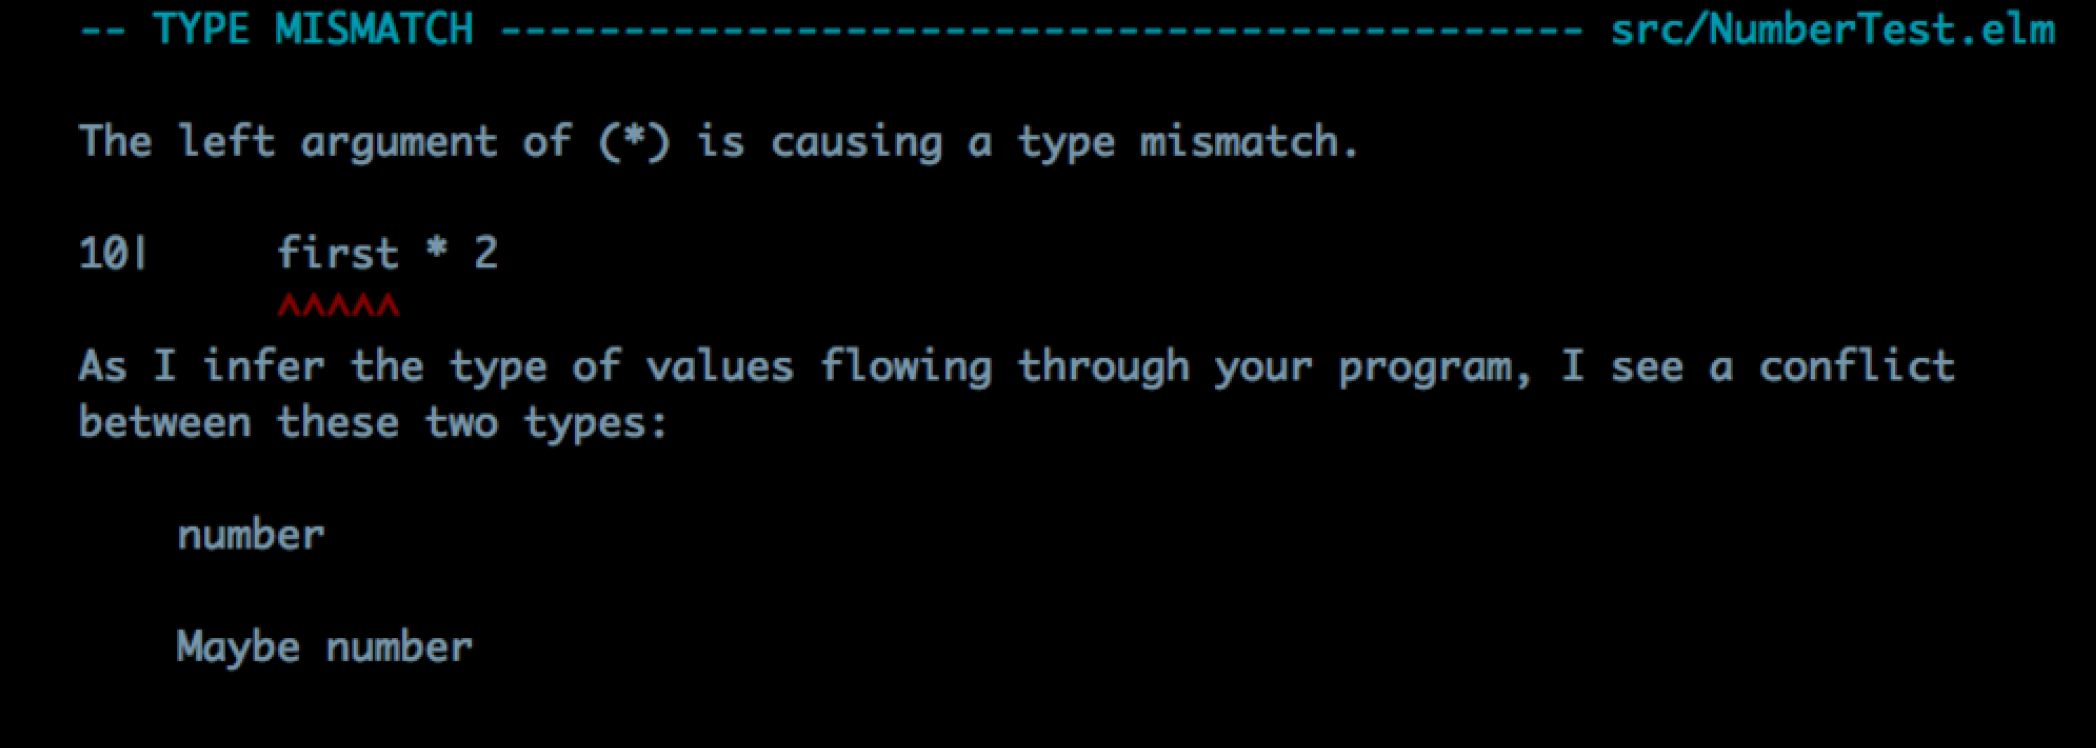 -- TYPE MISMATCH -------------------------------------------- src/NumberTest.elm
The left argument of (*) is causing a type mismatch.
10|     first * 2
        ^^^^^
As I infer the type of values flowing through your program, I see a conflict
between these two types:
    number
    Maybe number